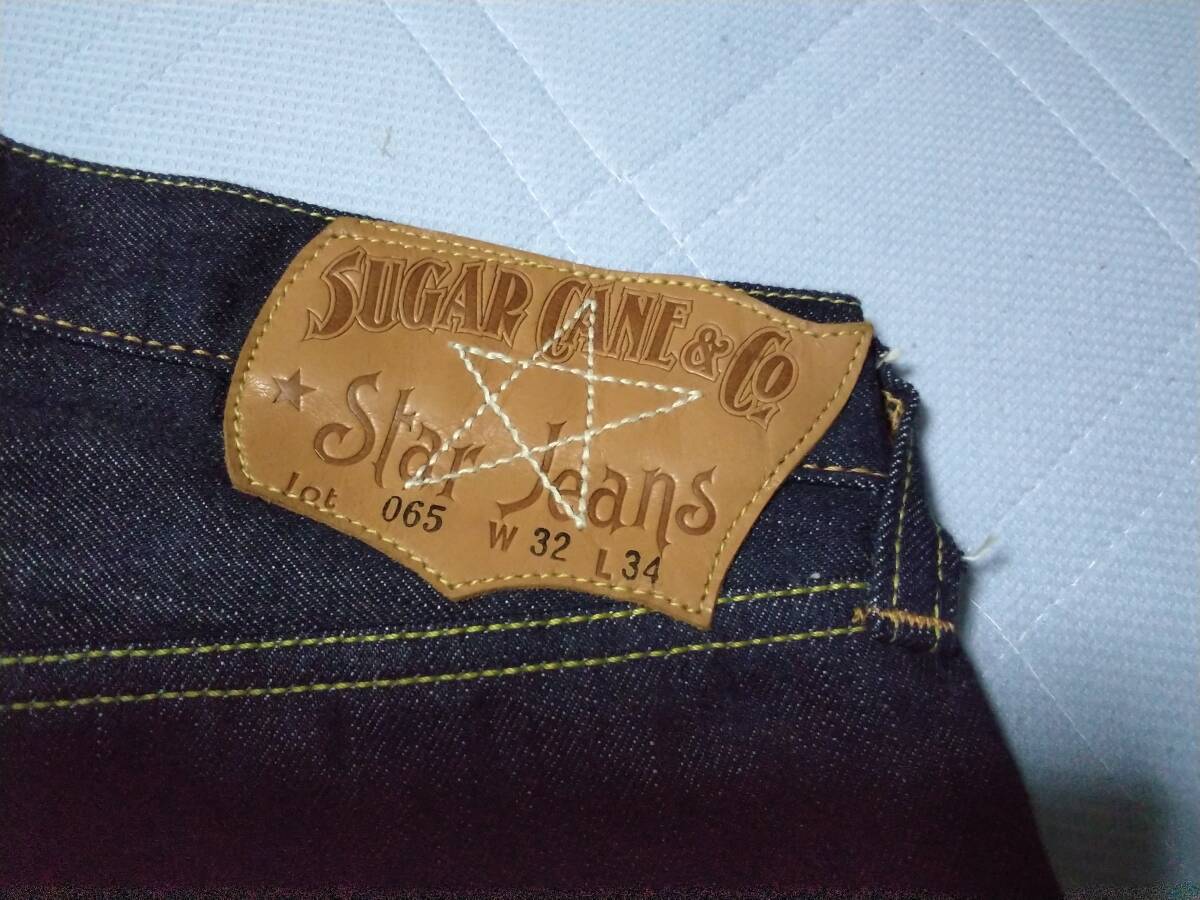 SUGAR CANE & Co
Star Jeans
Lot 065 W 32 L 34